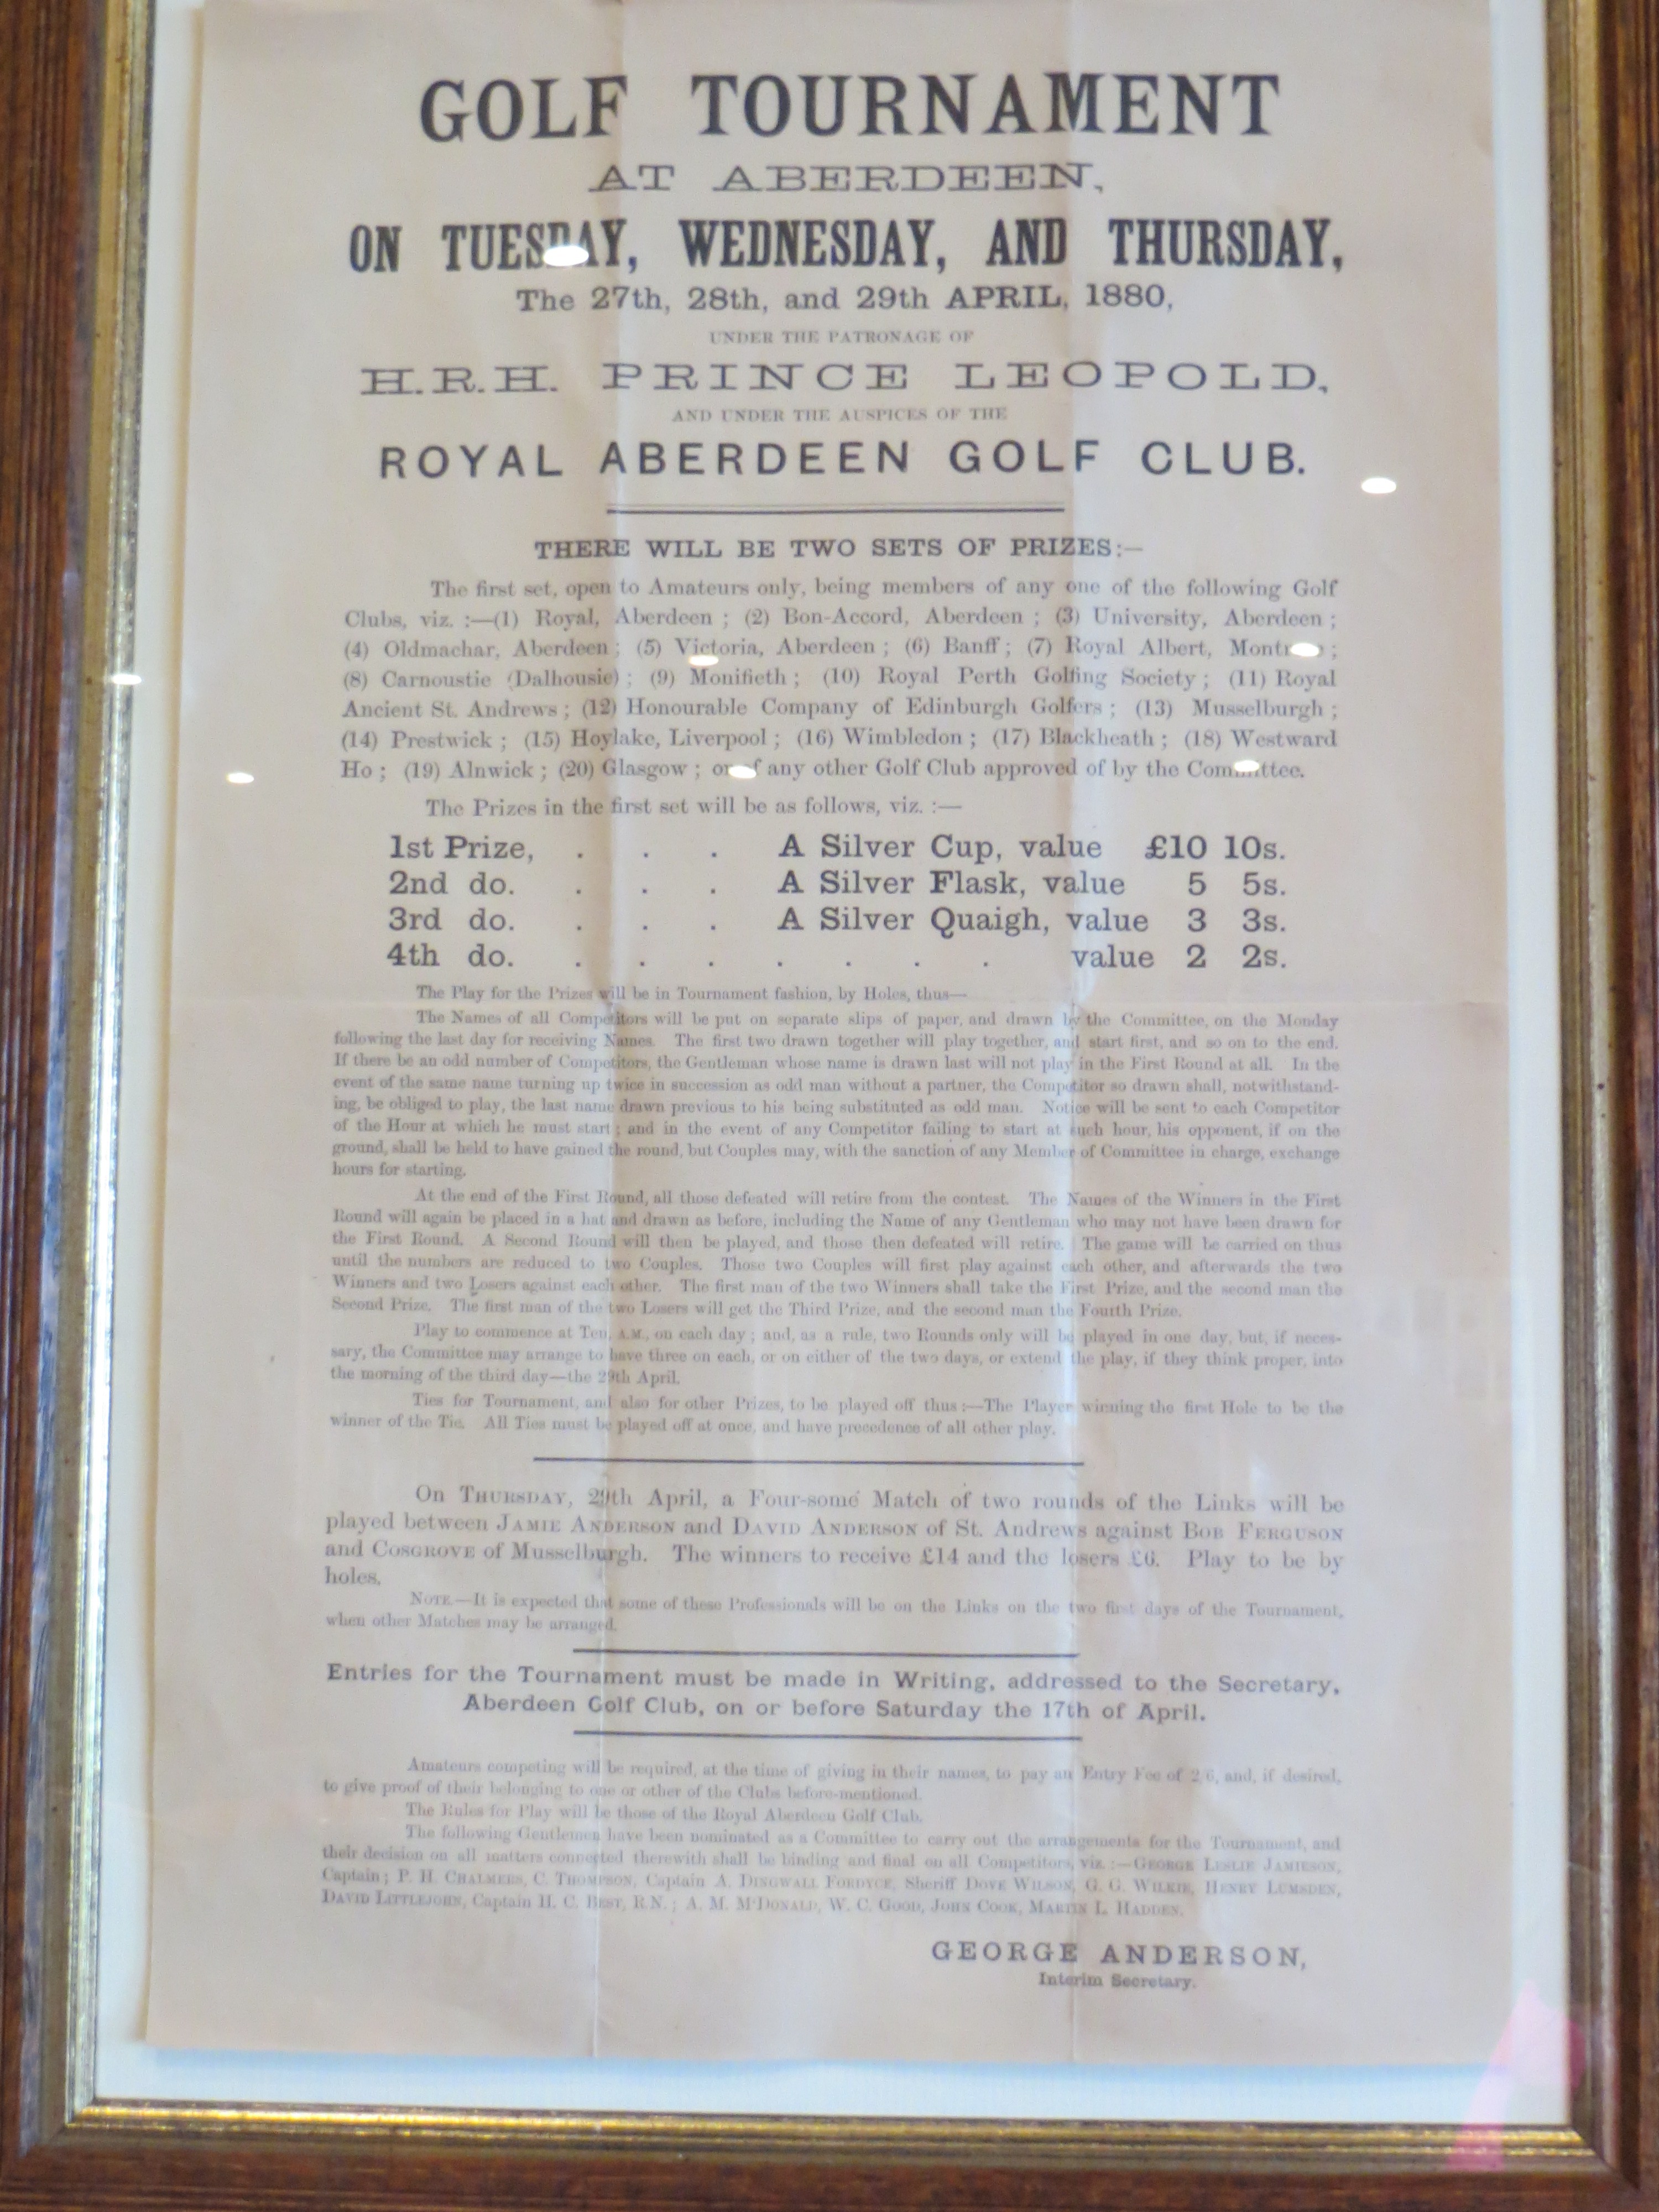 GOLF TOURNAMENT
AT ABERDEEN,
ON TUESDAY, WEDNESDAY, AND THURSDAY,
The 27th, 28th, and 29th APRIL, 1880,
UNDER THE PATRONAGE OF
H.R.H. PRINCE LEOPOLD,
AND UNDER THE AUSPICES OF THE
ROYAL ABERDEEN GOLF CLUB.
THERE WILL BE TWO SETS OF PRIZES:—
The first set, open to Amateurs only, being members of any one of the following Golf
Clubs, viz. :—(1) Royal, Aberdeen ; (2) Bon-Accord, Aberdeen ; (3) University, Aberdeen ;
(4) Oldmachar, Aberdeen ; (5) Victoria, Aberdeen ; (6) Banff ; (7) Royal Albert, Montrose ;
(8) Carnoustie (Dalhousie) ; (9) Monifieth ; (10) Royal Perth Golfing Society ; (11) Royal
Ancient St. Andrews ; (12) Honourable Company of Edinburgh Golfers ; (13) Musselburgh ;
(14) Prestwick ; (15) Hoylake, Liverpool ; (16) Wimbledon ; (17) Blackheath ; (18) Westward
Ho ; (19) Alnwick ; (20) Glasgow ; or of any other Golf Club approved of by the Committee.
The Prizes in the first set will be as follows, viz. :—
1st Prize, . . . A Silver Cup, value £10 10s.
2nd do. . . . A Silver Flask, value 5 5s.
3rd do. . . . A Silver Quaigh, value 3 3s.
4th do. . . . . . . . value 2 2s.
The Play for the Prizes will be in Tournament fashion, by Holes, thus—
The Names of all Competitors will be put on separate slips of paper, and drawn by the Committee, on the Monday
following the last day for receiving Names. The first two drawn together will play together, and start first, and so on to the end.
If there be an odd number of Competitors, the Gentleman whose name is drawn last will not play in the First Round at all. In the
event of the same name turning up twice in succession as odd man without a partner, the Competitor so drawn shall, notwithstand-
ing, be obliged to play, the last name drawn previous to his being substituted as odd man. Notice will be sent to each Competitor
of the Hour at which he must start ; and in the event of any Competitor failing to start at such hour, his opponent, if on the
ground, shall be held to have gained the round, but Couples may, with the sanction of any Member of Committee in charge, exchange
hours for starting.
At the end of the First Round, all those defeated will retire from the contest. The Names of the Winners in the First
Round will again be placed in a hat and drawn as before, including the Name of any Gentleman who may not have been drawn for
the First Round. A Second Round will then be played, and those then defeated will retire. The game will be carried on thus
until the numbers are reduced to two Couples. Those two Couples will first play against each other, and afterwards the two
Winners and two Losers against each other. The first man of the two Winners shall take the First Prize, and the second man the
Second Prize. The first man of the two Losers will get the Third Prize, and the second man the Fourth Prize.
Play to commence at Ten, A.M., on each day ; and, as a rule, two Rounds only will be played in one day, but, if neces-
sary, the Committee may arrange to have three on each, or on either of the two days, or extend the play, if they think proper, into
the morning of the third day—the 29th April.
Ties for Tournament, and also for other Prizes, to be played off thus :—The Player winning the first Hole to be the
winner of the Tie. All Ties must be played off at once, and have precedence of all other play.
On THURSDAY, 29th April, a Four-some Match of two rounds of the Links will be
played between JAMIE ANDERSON and DAVID ANDERSON of St. Andrews against BOB FERGUSON
and COSGROVE of Musselburgh. The winners to receive £14 and the losers £6. Play to be by
holes.
NOTE.—It is expected that some of these Professionals will be on the Links on the two first days of the Tournament,
when other Matches may be arranged.
Entries for the Tournament must be made in Writing, addressed to the Secretary,
Aberdeen Golf Club, on or before Saturday the 17th of April.
Amateurs competing will be required, at the time of giving in their names, to pay an Entry Fee of 2/6, and, if desired,
to give proof of their belonging to one or other of the Clubs before-mentioned.
The Rules for Play will be those of the Royal Aberdeen Golf Club.
The following Gentlemen have been nominated as a Committee to carry out the arrangements for the Tournament, and
their decision on all matters connected therewith shall be binding and final on all Competitors, viz :—GEORGE LESLIE JAMIESON,
Captain ; P. H. CHALMERS, C. THOMPSON, Captain A. DINGWALL FORDYCE, Sheriff DOVE WILSON, G. G. WILKIE, HENRY LUMSDEN,
DAVID LITTLEJOHN, Captain H. C. BEST, R.N. ; A. M. M'DONALD, W. C. GOOD, JOHN COOK, MARTIN L. HADDEN.
GEORGE ANDERSON,
Interim Secretary.